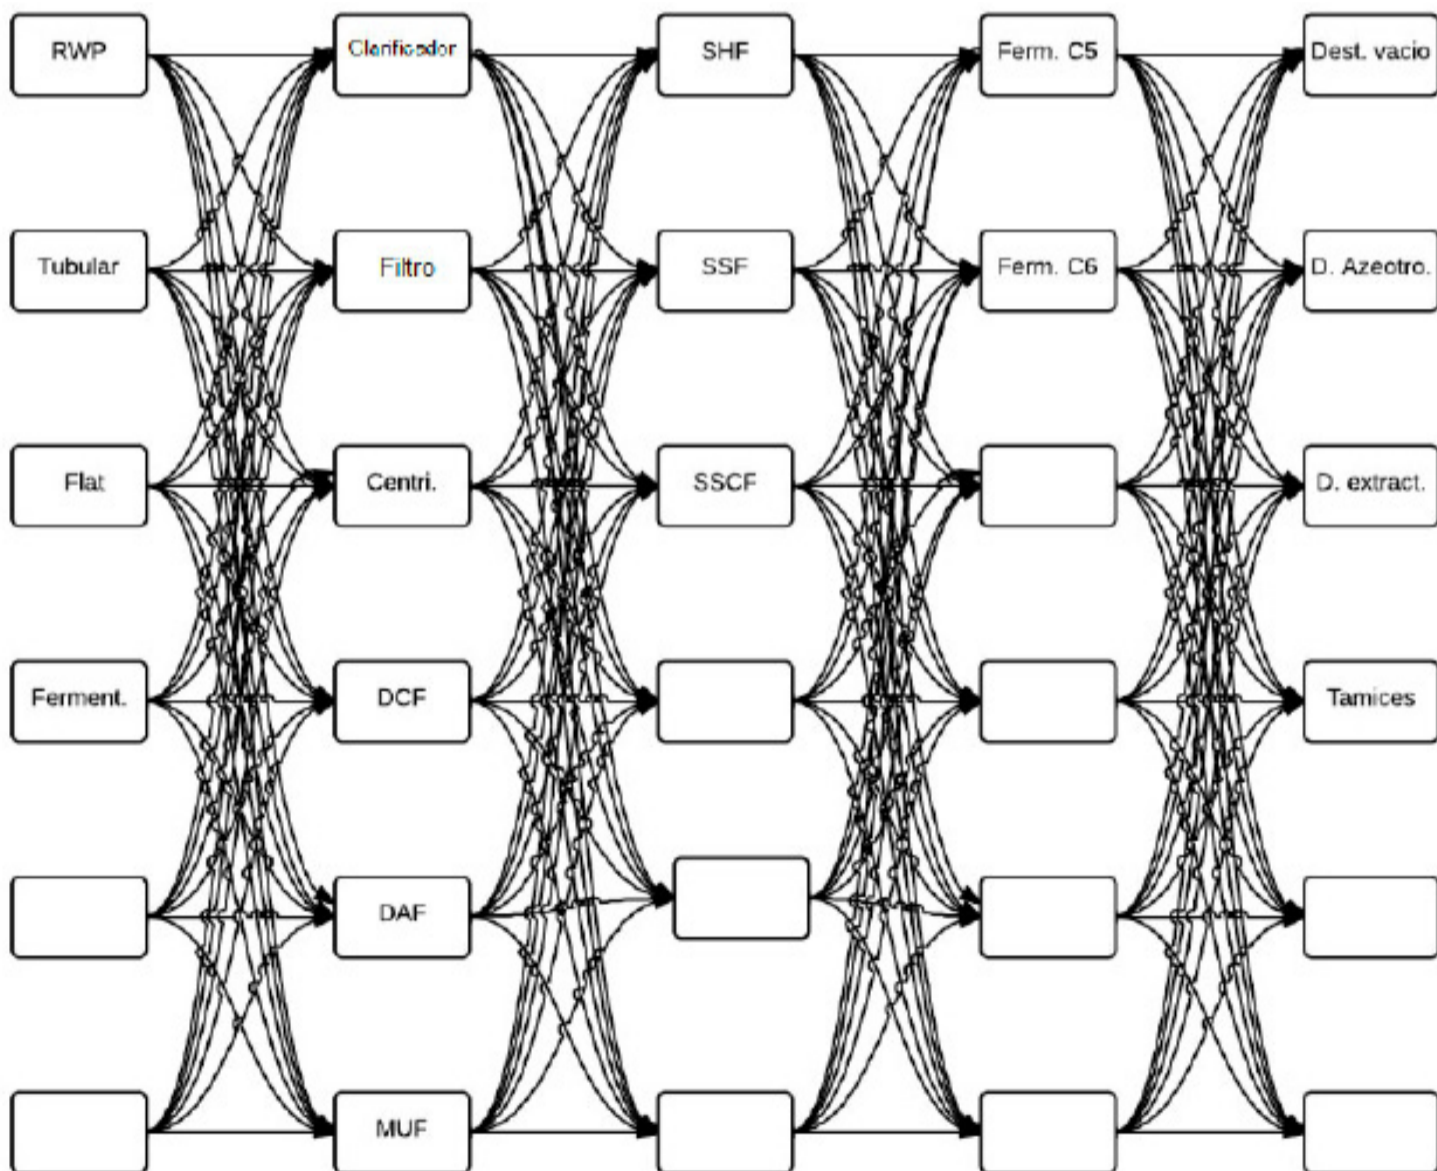 RWP
Clarificador
SHF
Ferm. C5
Dest. vacio
Tubular
Filtro
SSF
Ferm. C6
D. Azeotro.
Flat
Centri.
SSCF
D. extract.
Ferment.
DCF
Tamices
DAF
MUF